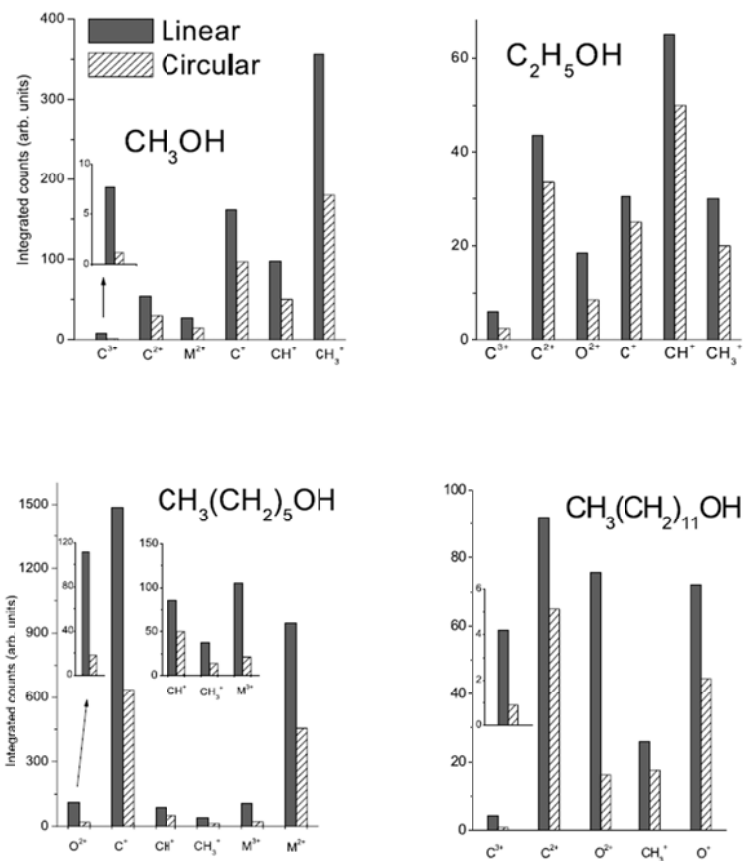 Linear
Circular
CH₃OH
Integrated counts (arb. units)
400
300
200
100
0
10
5
0
C³⁺ C²⁺ M²⁺ C⁺ CH⁺ CH₃⁺
C₂H₅OH
60
40
20
0
C³⁺ C²⁺ O²⁺ C⁺ CH⁺ CH₃⁺
CH₃(CH₂)₅OH
Integrated counts (arb. units)
1500
1200
900
600
300
0
120
80
40
0
150
100
50
0
CH⁺ CH₃⁺ M³⁺
O²⁺ C⁺ CH⁺ CH₃⁺ M³⁺ M²⁺
CH₃(CH₂)₁₁OH
100
80
60
40
20
0
6
4
2
0
C³⁺ C²⁺ O²⁺ CH₃⁺ O⁺